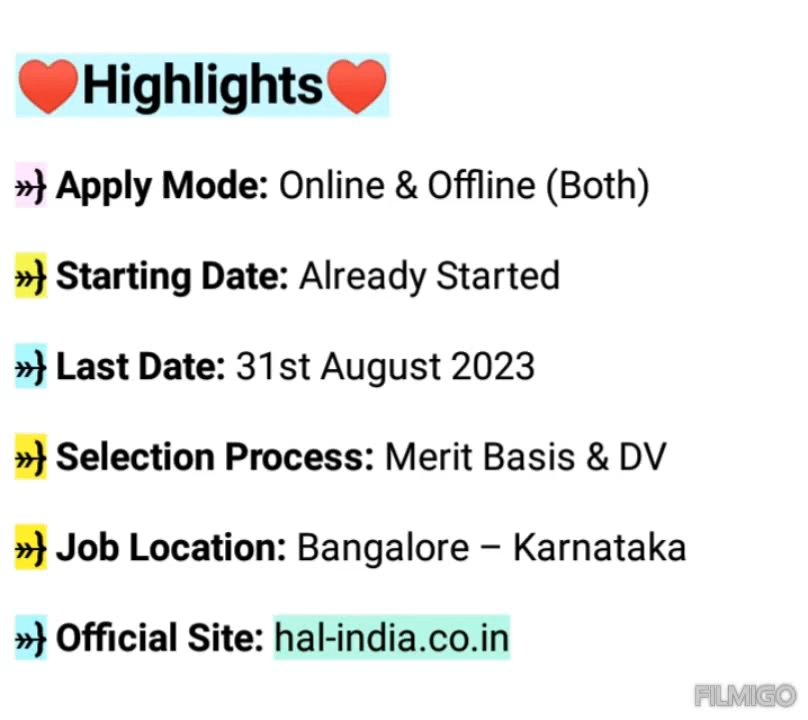 ❤️Highlights❤️
»} Apply Mode: Online & Offline (Both)
»} Starting Date: Already Started
»} Last Date: 31st August 2023
»} Selection Process: Merit Basis & DV
»} Job Location: Bangalore – Karnataka
»} Official Site: hal-india.co.in
FILMIGO